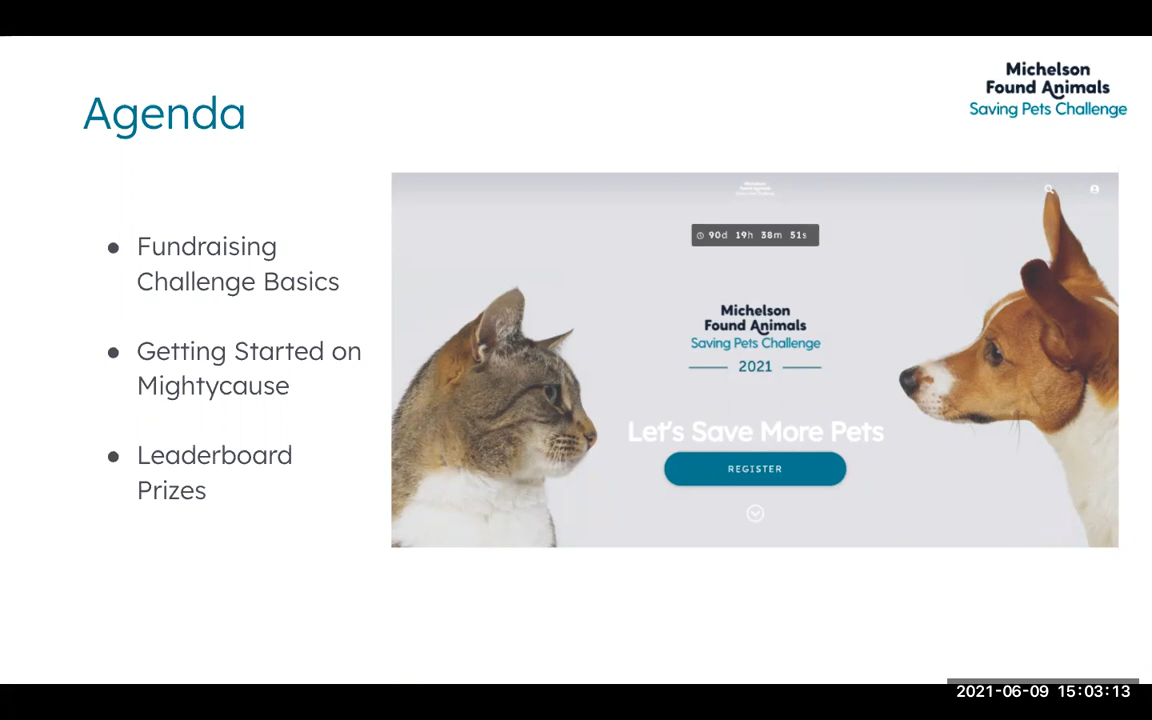 Michelson
Found Animals
Saving Pets Challenge
Agenda
● Fundraising
Challenge Basics
● Getting Started on
Mightycause
● Leaderboard
Prizes
90d 19h 38m 51s
Michelson
Found Animals
Saving Pets Challenge
2021
Let's Save More Pets
REGISTER
2021-06-09 15:03:13